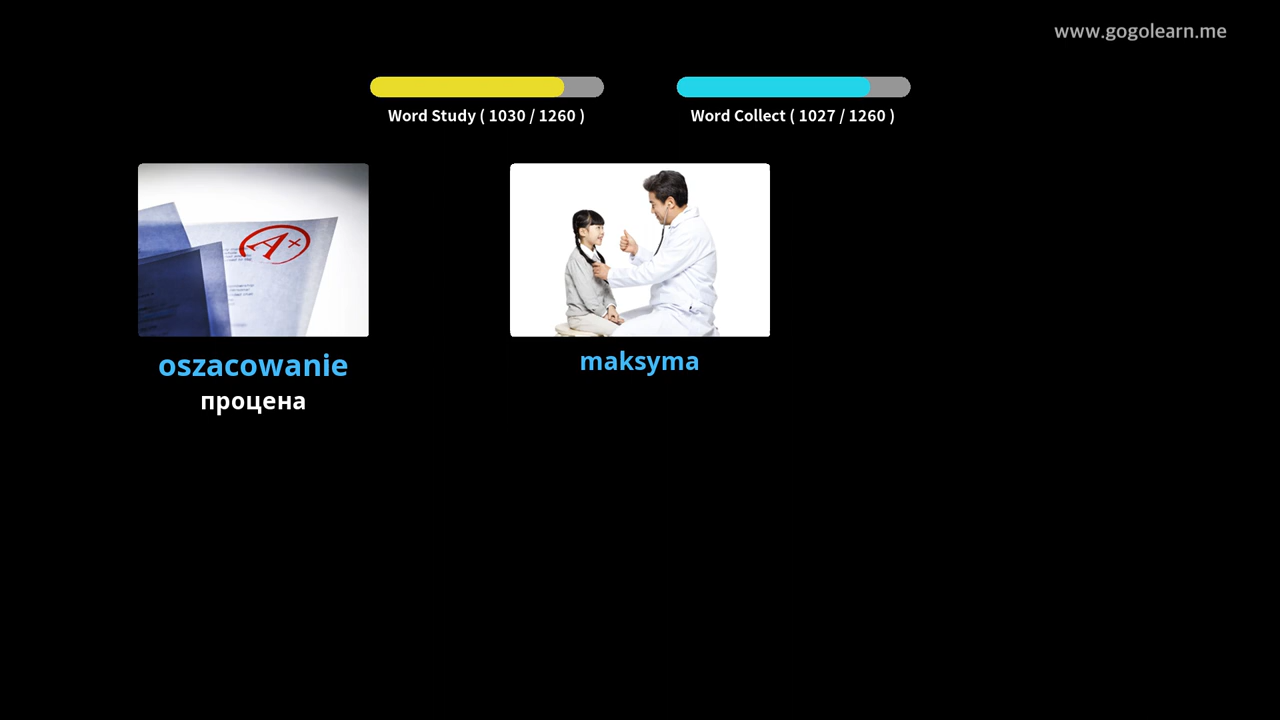 www.gogolearn.me
Word Study ( 1030 / 1260 )
Word Collect ( 1027 / 1260 )
A+
oszacowanie
процена
maksyma